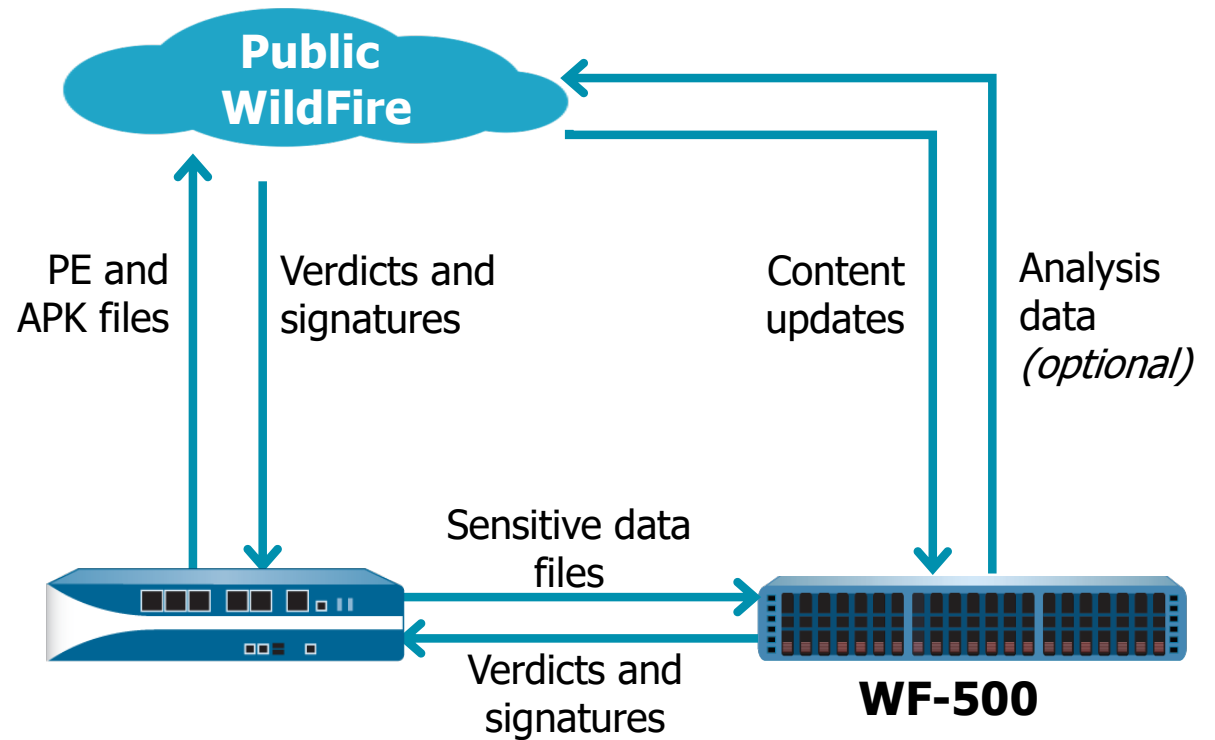 Public
WildFire
PE and
APK files
Verdicts and
signatures
Content
updates
Analysis
data
(optional)
Sensitive data
files
Verdicts and
signatures
WF-500